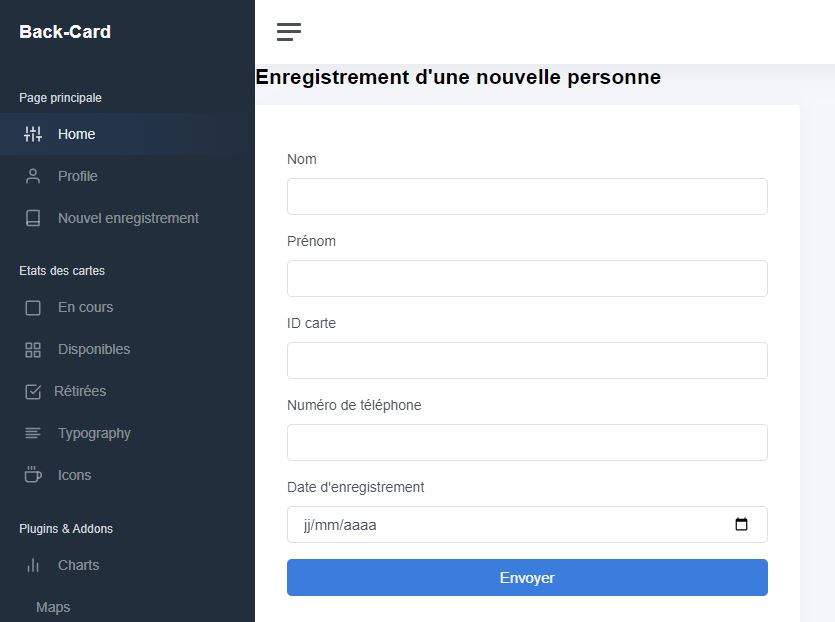 Back-Card
Page principale
Home
Profile
Nouvel enregistrement
Etats des cartes
En cours
Disponibles
Rétirées
Typography
Icons
Plugins & Addons
Charts
Maps
Enregistrement d'une nouvelle personne
Nom
Prénom
ID carte
Numéro de téléphone
Date d'enregistrement
jj/mm/aaaa
Envoyer